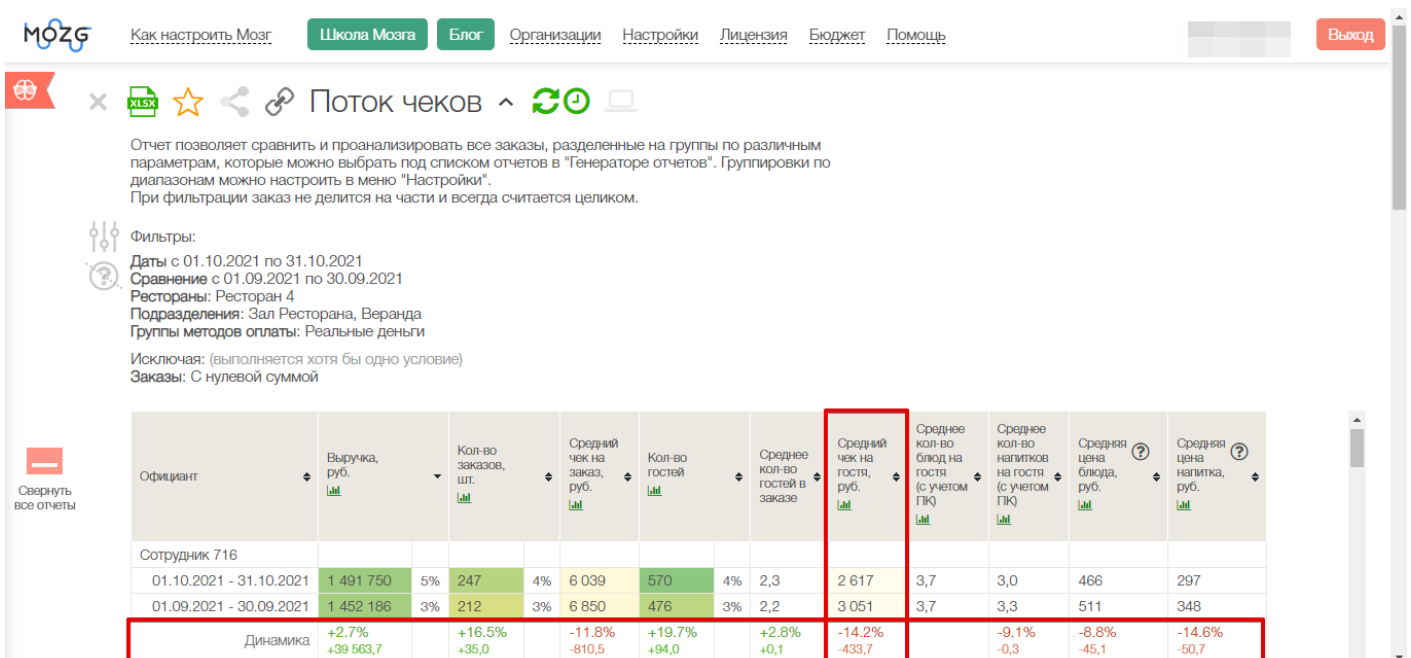 MOZG Как настроить Мозг Школа Мозга Блог Организации Настройки Лицензия Бюджет Помощь Выход
XLSX Поток чеков
Отчет позволяет сравнить и проанализировать все заказы, разделенные на группы по различным
параметрам, которые можно выбрать под списком отчетов в "Генераторе отчетов". Группировки по
диапазонам можно настроить в меню "Настройки".
При фильтрации заказ не делится на части и всегда считается целиком.
Фильтры:
Даты с 01.10.2021 по 31.10.2021
Сравнение с 01.09.2021 по 30.09.2021
Рестораны: Ресторан 4
Подразделения: Зал Ресторана, Веранда
Группы методов оплаты: Реальные деньги
Исключая: (выполняется хотя бы одно условие)
Заказы: С нулевой суммой
Свернуть
все отчеты
Официант
Выручка,
руб.
Кол-во
заказов,
шт.
Средний
чек на
заказ,
руб.
Кол-во
гостей
Среднее
кол-во
гостей в
заказе
Средний
чек на
гостя,
руб.
Среднее
кол-во
блюд на
гостя
(с учетом
ПК)
Среднее
кол-во
напитков
на гостя
(с учетом
ПК)
Средняя
цена
блюда,
руб.
?
Средняя
цена
напитка,
руб.
?
Сотрудник 716
01.10.2021 - 31.10.2021 1 491 750 5% 247 4% 6 039 570 4% 2,3 2 617 3,7 3,0 466 297
01.09.2021 - 30.09.2021 1 452 186 3% 212 3% 6 850 476 3% 2,2 3 051 3,7 3,3 511 348
Динамика +2.7% +16.5% -11.8% +19.7% +2.8% -14.2% -9.1% -8.8% -14.6%
+39 563,7 +35,0 -810,5 +94,0 +0,1 -433,7 -0,3 -45,1 -50,7